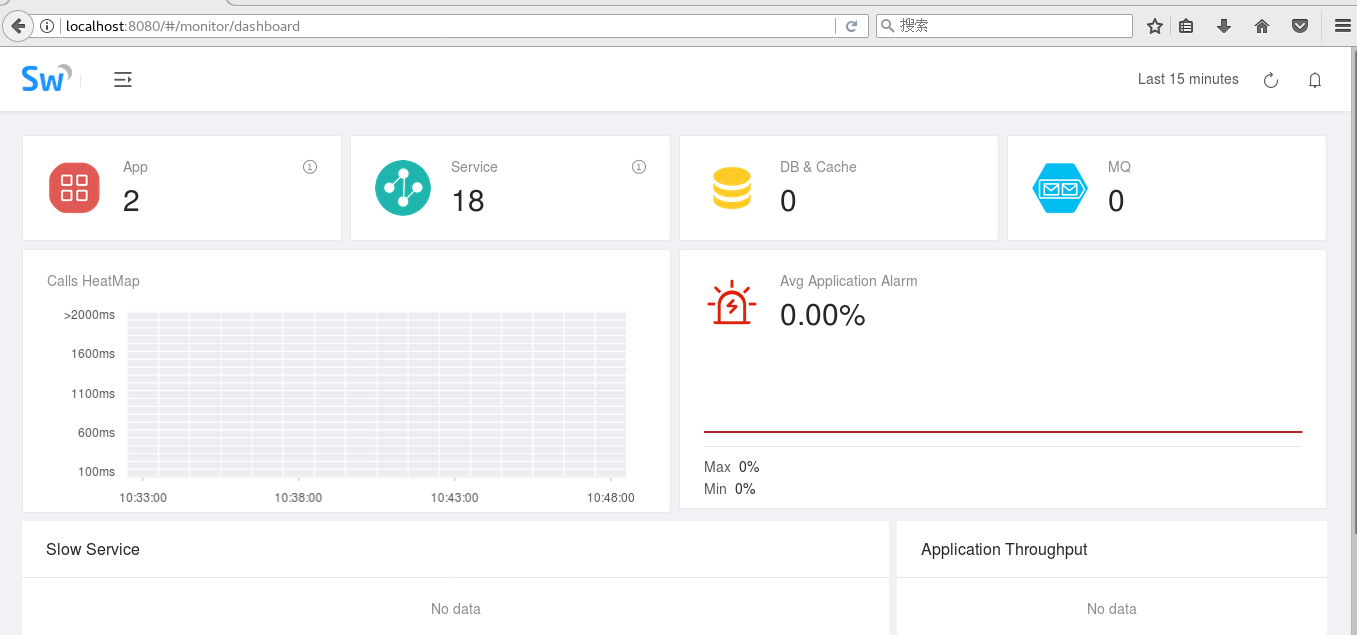 localhost:8080/#/monitor/dashboard
搜索
Sw
Last 15 minutes
App
2
Service
18
DB & Cache
0
MQ
0
Calls HeatMap
>2000ms
1600ms
1100ms
600ms
100ms
10:33:00 10:38:00 10:43:00 10:48:00
Avg Application Alarm
0.00%
Max 0%
Min 0%
Slow Service
No data
Application Throughput
No data